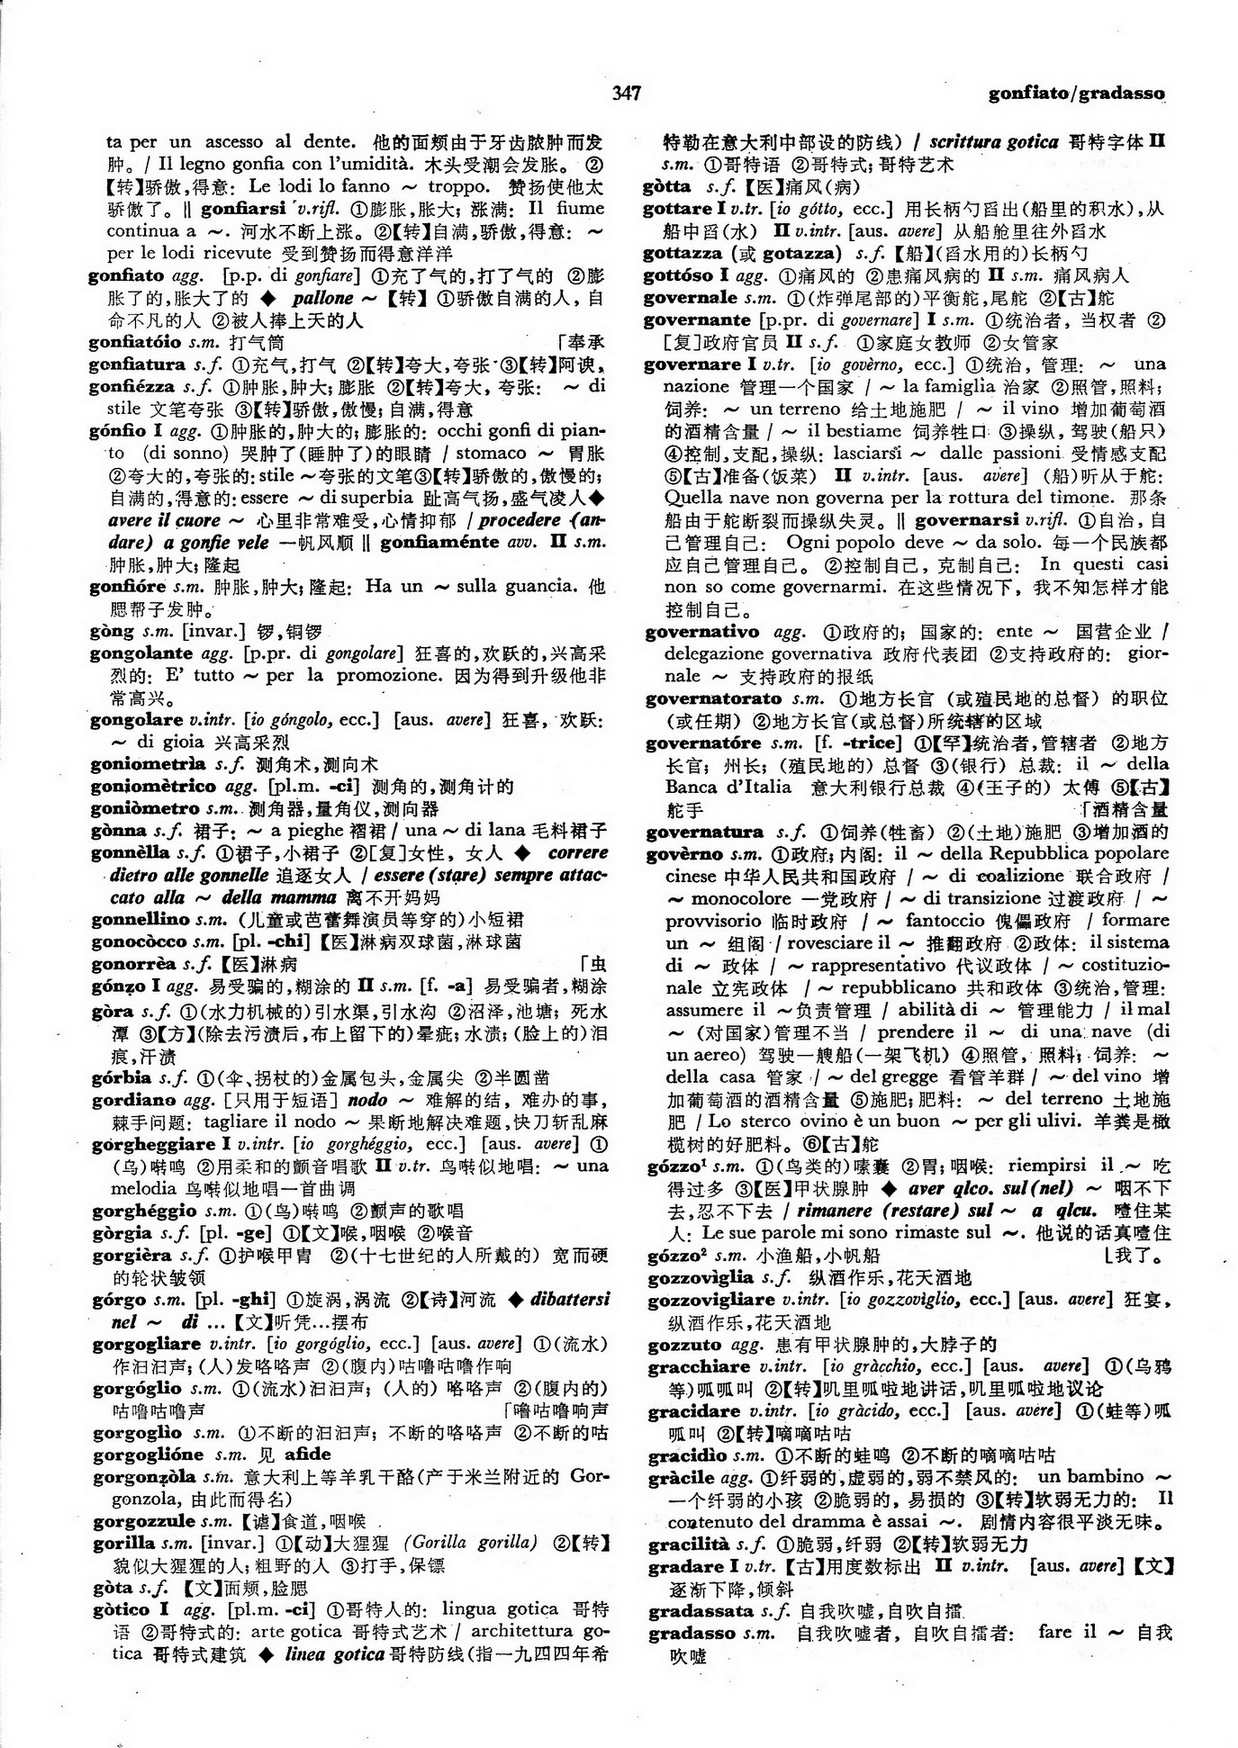 347
gonfiato/gradasso
ta per un ascesso al dente. 他的面颊由于牙齿脓肿而发
肿。/ Il legno gonfia con l'umidità. 木头受潮会发胀。 ②
【转】骄傲,得意: Le lodi lo fanno ~ troppo. 赞扬使他太
骄傲了。‖ gonfiarsi v.rifl. ①膨胀,胀大; 涨满: Il fiume
continua a ~. 河水不断上涨。②【转】自满,骄傲,得意: ~
per le lodi ricevute 受到赞扬而得意洋洋
gonfiato agg. [p.p. di gonfiare] ①充了气的,打了气的 ②膨
胀了的,胀大了的 ◆ pallone ~【转】①骄傲自满的人, 自
命不凡的人 ②被人捧上天的人
gonfiatóio s.m. 打气筒 「奉承
gonfiatura s.f. ①充气,打气 ②【转】夸大,夸张 ③【转】阿谀,
gonfiézza s.f. ①肿胀,肿大; 膨胀 ②【转】夸大, 夸张: ~ di
stile 文笔夸张 ③【转】骄傲,傲慢; 自满,得意
gónfio I agg. ①肿胀的,肿大的; 膨胀的: occhi gonfi di pian-
to (di sonno) 哭肿了(睡肿了)的眼睛 / stomaco ~ 胃胀
②夸大的,夸张的: stile ~夸张的文笔③【转】骄傲的,傲慢的;
自满的,得意的: essere ~ di superbia 趾高气扬,盛气凌人◆
avere il cuore ~ 心里非常难受,心情抑郁 / procedere (an-
dare) a gonfie vele 一帆风顺 ‖ gonfiaménte avv. II s.m.
肿胀,肿大; 隆起
gonfióre s.m. 肿胀,肿大; 隆起: Ha un ~ sulla guancia. 他
腮帮子发肿。
gòng s.m. [invar.] 锣,铜锣
gongolante agg. [p.pr. di gongolare] 狂喜的,欢跃的,兴高采
烈的: E' tutto ~ per la promozione. 因为得到升级他非
常高兴。
gongolare v.intr. [io góngolo, ecc.] [aus. avere] 狂喜, 欢跃:
~ di gioia 兴高采烈
goniometrìa s.f. 测角术,测向术
goniomètrico agg. [pl.m. -ci] 测角的,测角计的
goniòmetro s.m. 测角器,量角仪,测向器
gònna s.f. 裙子: ~ a pieghe 褶裙 / una ~ di lana 毛料裙子
gonnèlla s.f. ①裙子,小裙子 ②[复]女性, 女人 ◆ correre
dietro alle gonnelle 追逐女人 / essere (stare) sempre attac-
cato alla ~ della mamma 离不开妈妈
gonnellino s.m. (儿童或芭蕾舞演员等穿的)小短裙
gonocòcco s.m. [pl. -chi]【医】淋病双球菌,淋球菌
gonorrèa s.f.【医】淋病 「虫
gónzo I agg. 易受骗的,糊涂的 II s.m. [f. -a] 易受骗者,糊涂
gòra s.f. ①(水力机械的)引水渠,引水沟 ②沼泽,池塘; 死水
潭 ③【方】(除去污渍后,布上留下的)晕疵; 水渍; (脸上的)泪
痕,汗渍
górbia s.f. ①(伞、拐杖的)金属包头,金属尖 ②半圆凿
gordiano agg. [只用于短语] nodo ~ 难解的结, 难办的事,
棘手问题: tagliare il nodo ~ 果断地解决难题,快刀斩乱麻
gorgheggiare I v.intr. [io gorghéggio, ecc.] [aus. avere] ①
(鸟)啭鸣 ②用柔和的颤音唱歌 II v.tr. 鸟啭似地唱: ~ una
melodia 鸟啭似地唱一首曲调
gorghéggio s.m. ①(鸟)啭鸣 ②颤声的歌唱
gòrgia s.f. [pl. -ge] ①【文】喉,咽喉 ②喉音
gorgièra s.f. ①护喉甲胄 ②(十七世纪的人所戴的) 宽而硬
的轮状皱领
górgo s.m. [pl. -ghi] ①旋涡,涡流 ②【诗】河流 ◆ dibattersi
nel ~ di ...【文】听凭…摆布
gorgogliare v.intr. [io gorgóglio, ecc.] [aus. avere] ①(流水)
作汩汩声; (人)发咯咯声 ②(腹内)咕噜咕噜作响
gorgóglio s.m. ①(流水)汩汩声; (人的) 咯咯声 ②(腹内的)
咕噜咕噜声 「噜咕噜响声
gorgoglìo s.m. ①不断的汩汩声; 不断的咯咯声 ②不断的咕
gorgoglióne s.m. 见 afide
gorgonzòla s.m. 意大利上等羊乳干酪(产于米兰附近的 Gor-
gonzola, 由此而得名)
gorgozzule s.m.【谑】食道,咽喉
gorilla s.m. [invar.] ①【动】大猩猩 (Gorilla gorilla) ②【转】
貌似大猩猩的人; 粗野的人 ③打手,保镖
gòta s.f.【文】面颊,脸腮
gòtico I agg. [pl.m. -ci] ①哥特人的: lingua gotica 哥特
语 ②哥特式的: arte gotica 哥特式艺术 / architettura go-
tica 哥特式建筑 ◆ linea gotica 哥特防线(指一九四四年希
特勒在意大利中部设的防线) / scrittura gotica 哥特字体 II
s.m. ①哥特语 ②哥特式; 哥特艺术
gòtta s.f.【医】痛风(病)
gottare I v.tr. [io gótto, ecc.] 用长柄勺舀出(船里的积水),从
船中舀(水) II v.intr. [aus. avere] 从船舱里往外舀水
gottazza (或 gotazza) s.f.【船】(舀水用的)长柄勺
gottóso I agg. ①痛风的 ②患痛风病的 II s.m. 痛风病人
governale s.m. ①(炸弹尾部的)平衡舵,尾舵 ②【古】舵
governante [p.pr. di governare] I s.m. ①统治者, 当权者 ②
[复]政府官员 II s.f. ①家庭女教师 ②女管家
governare I v.tr. [io govèrno, ecc.] ①统治, 管理: ~ una
nazione 管理一个国家 / ~ la famiglia 治家 ②照管,照料;
饲养: ~ un terreno 给土地施肥 / ~ il vino 增加葡萄酒
的酒精含量 / ~ il bestiame 饲养牲口 ③操纵, 驾驶(船只)
④控制,支配,操纵: lasciarsi ~ dalle passioni 受情感支配
⑤【古】准备(饭菜) II v.intr. [aus. avere] (船)听从于舵:
Quella nave non governa per la rottura del timone. 那条
船由于舵断裂而操纵失灵。‖ governarsi v.rifl. ①自治, 自
己管理自己: Ogni popolo deve ~ da solo. 每一个民族都
应自己管理自己。②控制自己, 克制自己: In questi casi
non so come governarmi. 在这些情况下, 我不知怎样才能
控制自己。
governativo agg. ①政府的; 国家的: ente ~ 国营企业 /
delegazione governativa 政府代表团 ②支持政府的: gior-
nale ~ 支持政府的报纸
governatorato s.m. ①地方长官 (或殖民地的总督) 的职位
(或任期) ②地方长官(或总督)所统辖的区域
governatóre s.m. [f. -trice] ①【罕】统治者,管辖者 ②地方
长官; 州长; (殖民地的) 总督 ③(银行) 总裁: il ~ della
Banca d'Italia 意大利银行总裁 ④(王子的) 太傅 ⑤【古】
舵手 「酒精含量
governatura s.f. ①饲养(牲畜) ②(土地)施肥 ③增加酒的
govèrno s.m. ①政府; 内阁: il ~ della Repubblica popolare
cinese 中华人民共和国政府 / ~ di coalizione 联合政府 /
~ monocolore 一党政府 / ~ di transizione 过渡政府 / ~
provvisorio 临时政府 / ~ fantoccio 傀儡政府 / formare
un ~ 组阁 / rovesciare il ~ 推翻政府 ②政体: il sistema
di ~ 政体 / ~ rappresentativo 代议政体 / ~ costituzio-
nale 立宪政体 / ~ repubblicano 共和政体 ③统治,管理:
assumere il ~负责管理 / abilità di ~ 管理能力 / il mal
~ (对国家)管理不当 / prendere il ~ di una nave (di
un aereo) 驾驶一艘船(一架飞机) ④照管, 照料; 饲养: ~
della casa 管家 / ~ del gregge 看管羊群 / ~ del vino 增
加葡萄酒的酒精含量 ⑤施肥; 肥料: ~ del terreno 土地施
肥 / Lo sterco ovino è un buon ~ per gli ulivi. 羊粪是橄
榄树的好肥料。⑥【古】舵
gózzo¹ s.m. ①(鸟类的)嗉囊 ②胃; 咽喉: riempirsi il ~ 吃
得过多 ③【医】甲状腺肿 ◆ aver qlco. sul (nel) ~ 咽不下
去,忍不下去 / rimanere (restare) sul ~ a qlcu. 噎住某
人: Le sue parole mi sono rimaste sul ~. 他说的话真噎住
gózzo² s.m. 小渔船,小帆船 ⌊我了。
gozzovìglia s.f. 纵酒作乐,花天酒地
gozzovigliare v.intr. [io gozzoviglio, ecc.] [aus. avere] 狂宴,
纵酒作乐,花天酒地
gozzuto agg. 患有甲状腺肿的,大脖子的
gracchiare v.intr. [io gràcchio, ecc.] [aus. avere] ①(乌鸦
等)呱呱叫 ②【转】叽里呱啦地讲话,叽里呱啦地议论
gracidare v.intr. [io gràcido, ecc.] [aus. avere] ①(蛙等)呱
呱叫 ②【转】嘀嘀咕咕
gracidìo s.m. ①不断的蛙鸣 ②不断的嘀嘀咕咕
gràcile agg. ①纤弱的,虚弱的,弱不禁风的: un bambino ~
一个纤弱的小孩 ②脆弱的, 易损的 ③【转】软弱无力的: Il
contenuto del dramma è assai ~. 剧情内容很平淡无味。
gracilità s.f. ①脆弱,纤弱 ②【转】软弱无力
gradare I v.tr.【古】用度数标出 II v.intr. [aus. avere]【文】
逐渐下降,倾斜
gradassata s.f. 自我吹嘘,自吹自擂
gradasso s.m. 自我吹嘘者, 自吹自擂者: fare il ~ 自我
吹嘘